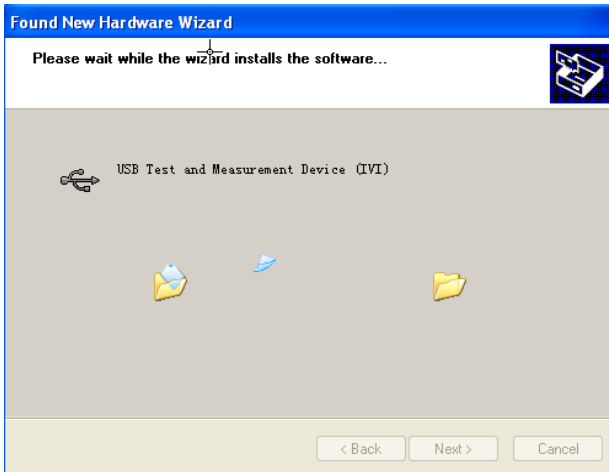 Found New Hardware Wizard
Please wait while the wizard installs the software...
USB Test and Measurement Device (IVI)
< Back
Next >
Cancel